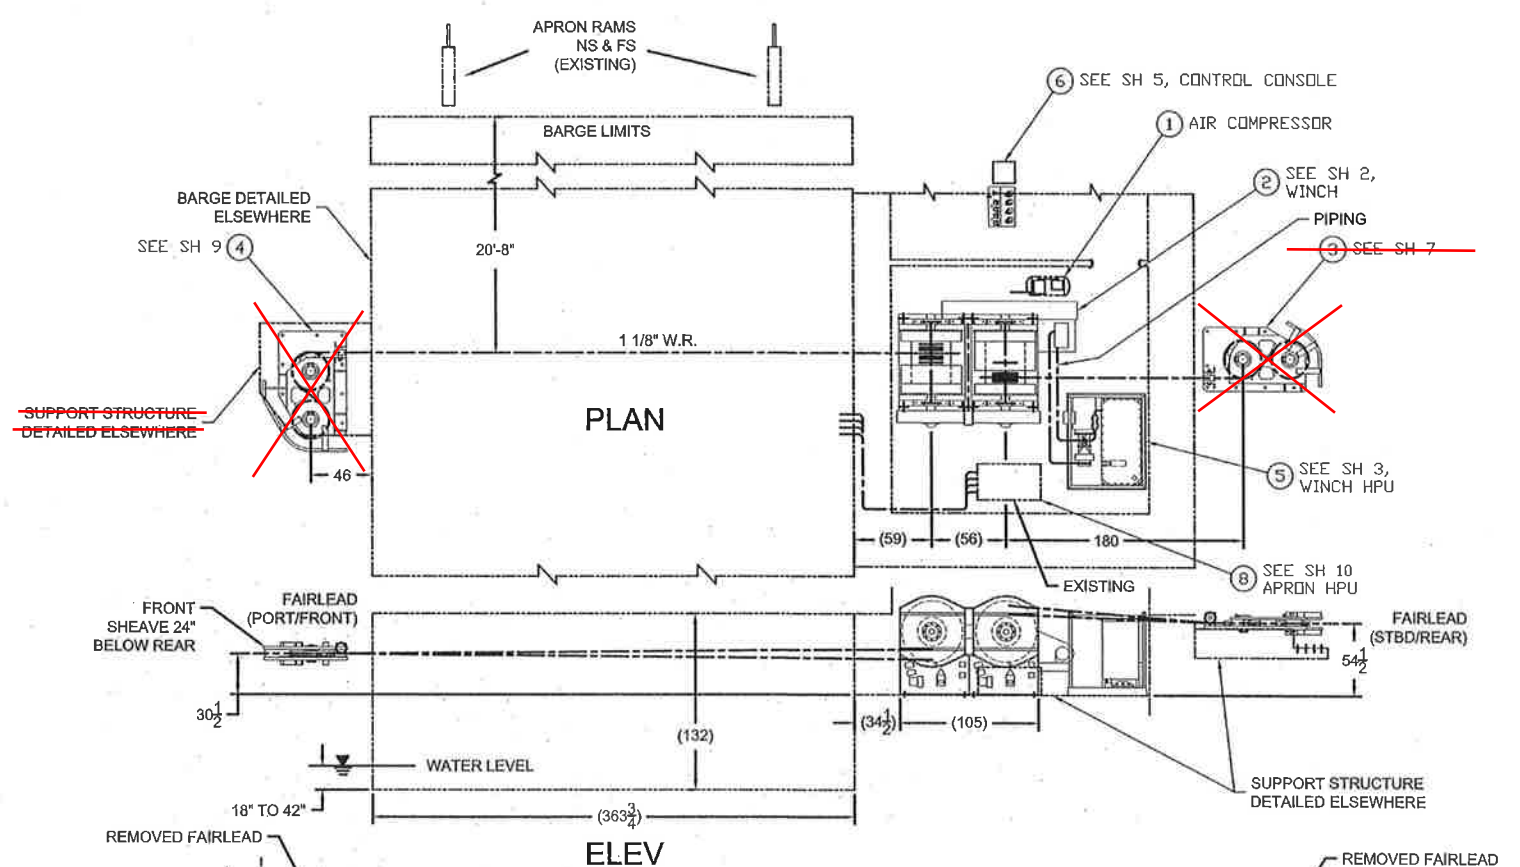 APRON RAMS
NS & FS
(EXISTING)
6 SEE SH 5, CONTROL CONSOLE
1 AIR COMPRESSOR
BARGE LIMITS
2 SEE SH 2,
WINCH
BARGE DETAILED
ELSEWHERE
PIPING
SEE SH 9 4
3 SEE SH 7
20'-8"
1 1/8" W.R.
PLAN
SUPPORT STRUCTURE
DETAILED ELSEWHERE
46
5 SEE SH 3,
WINCH HPU
(59)
(56)
180
8 SEE SH 10
APRON HPU
EXISTING
FRONT
SHEAVE 24"
BELOW REAR
FAIRLEAD
(PORT/FRONT)
FAIRLEAD
(STBD/REAR)
54 1/2
30 1/2
(34 1/2)
(105)
(132)
WATER LEVEL
18" TO 42"
(363 3/4)
SUPPORT STRUCTURE
DETAILED ELSEWHERE
REMOVED FAIRLEAD
ELEV
REMOVED FAIRLEAD